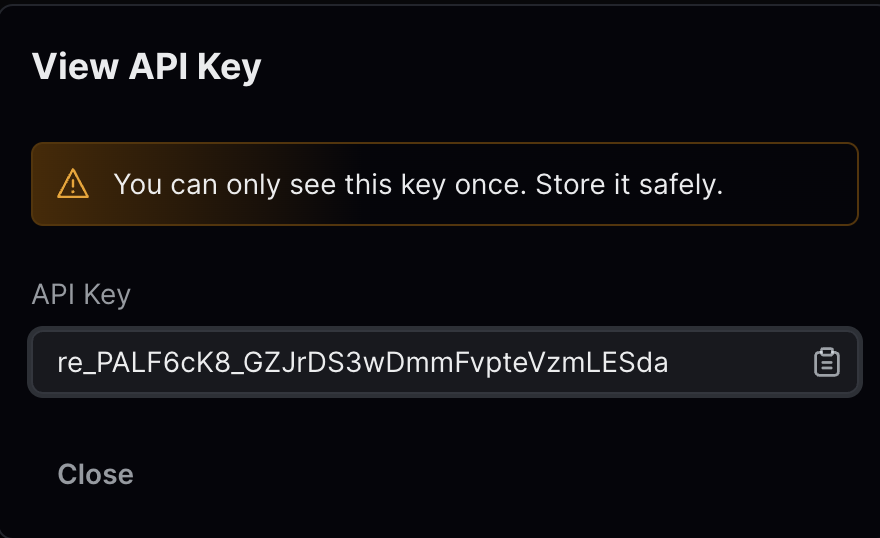 View API Key
You can only see this key once. Store it safely.
API Key
re_PALF6cK8_GZJrDS3wDmmFvpteVzmLESda
Close